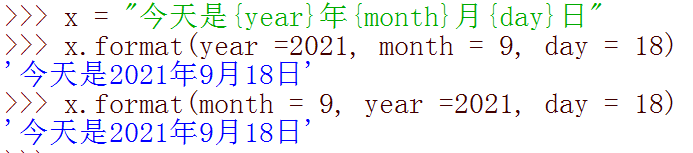 >>> x = "今天是{year}年{month}月{day}日"
>>> x.format(year =2021, month = 9, day = 18)
'今天是2021年9月18日'
>>> x.format(month = 9, year =2021, day = 18)
'今天是2021年9月18日'